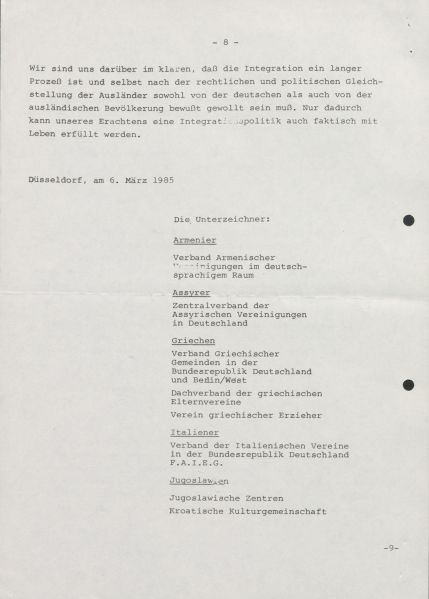 - 8 -
Wir sind uns darüber im klaren, daß die Integration ein langer
Prozeß ist und selbst nach der rechtlichen und politischen Gleich-
stellung der Ausländer sowohl von der deutschen als auch von der
ausländischen Bevölkerung bewußt gewollt sein muß. Nur dadurch
kann unseres Erachtens eine Integrationspolitik auch faktisch mit
Leben erfüllt werden.
Düsseldorf, am 6. März 1985
Die Unterzeichner:
Armenier
Verband Armenischer
Vereinigungen im deutsch-
sprachigem Raum
Assyrer
Zentralverband der
Assyrischen Vereinigungen
in Deutschland
Griechen
Verband Griechischer
Gemeinden in der
Bundesrepublik Deutschland
und Berlin/West
Dachverband der griechischen
Elternvereine
Verein griechischer Erzieher
Italiener
Verband der Italienischen Vereine
in der Bundesrepublik Deutschland
F.A.I.E.G.
Jugoslawien
Jugoslawische Zentren
Kroatische Kulturgemeinschaft
-9-